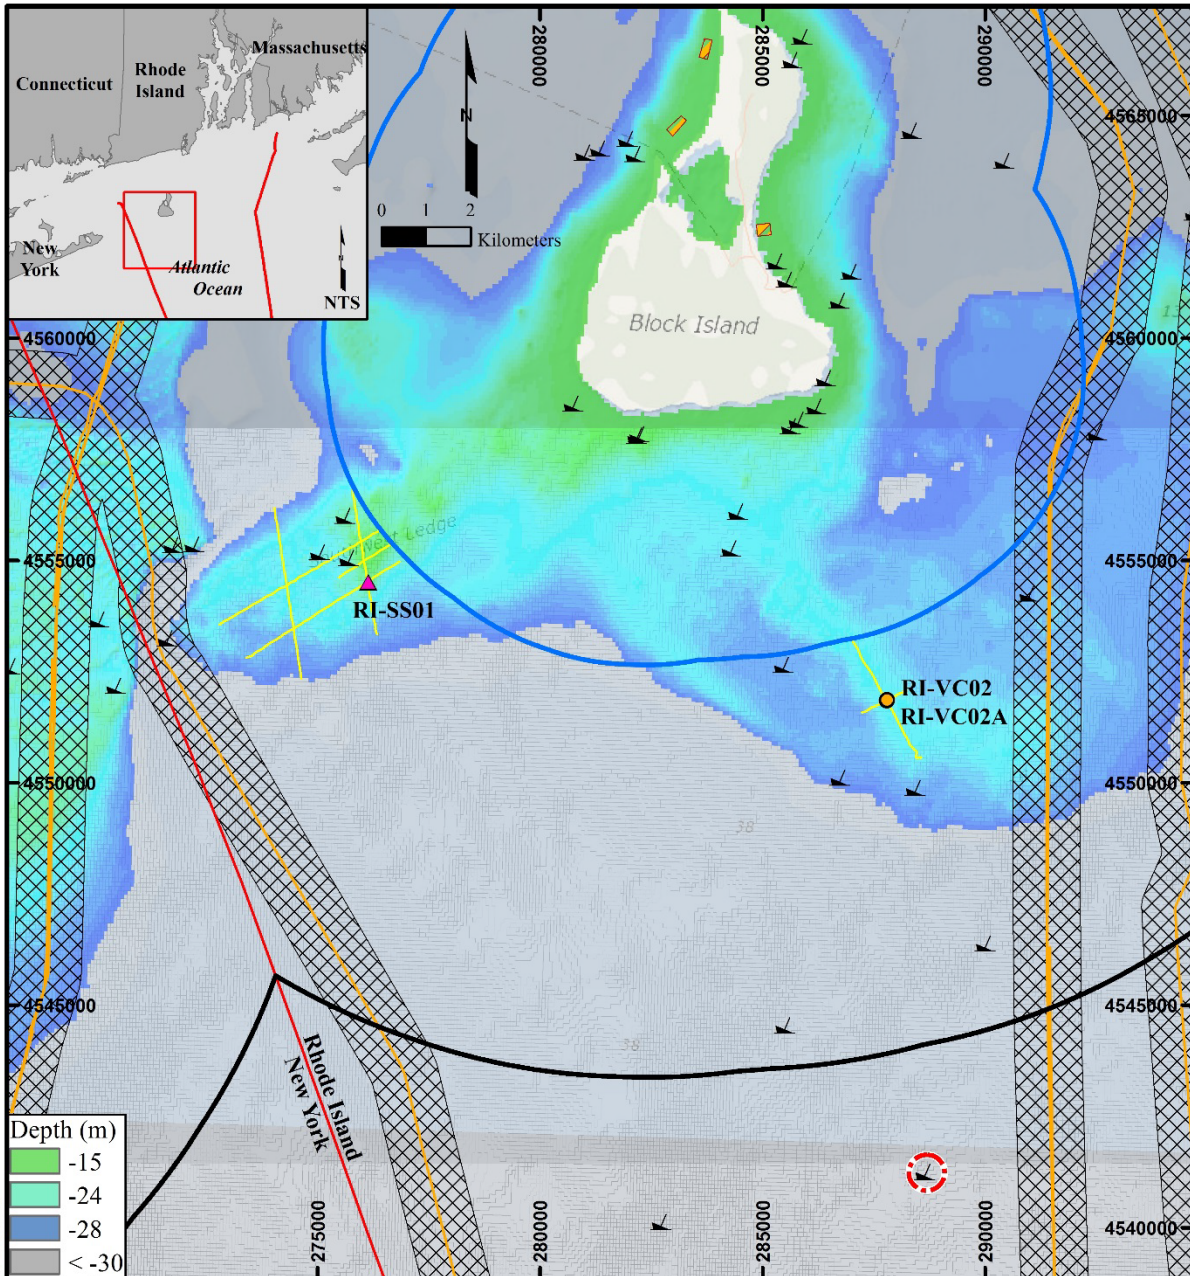 Massachusetts
Connecticut
Rhode
Island
New
York
Atlantic
Ocean
NTS
N
0 1 2
Kilometers
280000
285000
290000
4565000
4565000
4560000
4560000
Block Island
13
4555000
4555000
Southwest Ledge
RI-SS01
RI-VC02
RI-VC02A
4550000
4550000
38
4545000
4545000
38
Rhode Island
New York
Depth (m)
-15
-24
-28
< -30
275000
280000
285000
290000
4540000